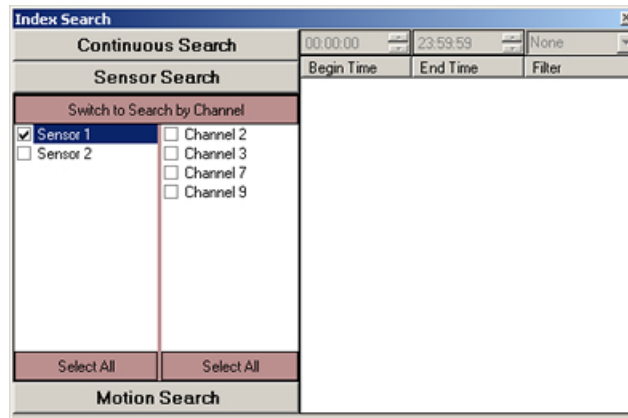 Index Search
Continuous Search
00:00:00 23:59:59 None
Begin Time End Time Filter
Sensor Search
Switch to Search by Channel
Sensor 1
Sensor 2
Channel 2
Channel 3
Channel 7
Channel 9
Select All Select All
Motion Search